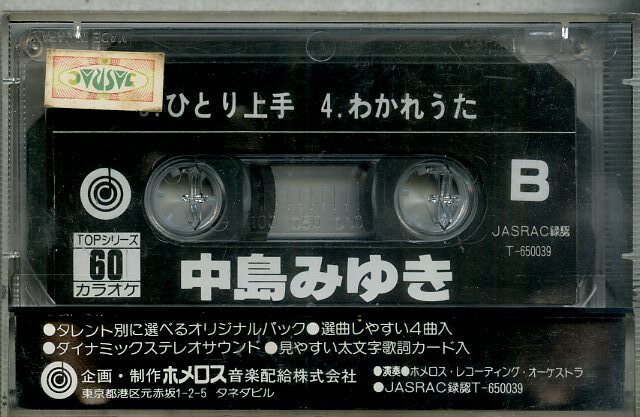 JASRAC
ひとり上手 4.わかれうた
B
JASRAC録認
T-650039
100 050 0
TOPシリーズ
60
カラオケ
中島みゆき
●タレント別に選べるオリジナルパック●選曲しやすい4曲入
●ダイナミックステレオサウンド ●見やすい太文字歌詞カード入
企画・制作ホメロス音楽配給株式会社
東京都港区元赤坂1-2-5 タネダビル
●演奏●ホメロス・レコーディング・オーケストラ
●JASRAC録認T-650039